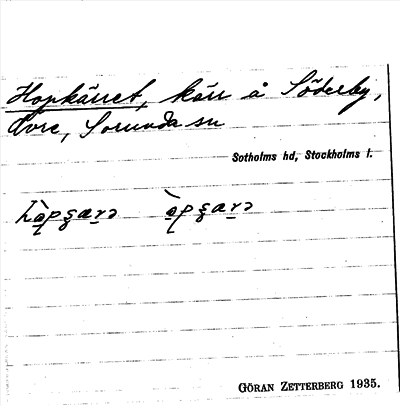 Hopkärret, kärr å Söderby,
Övre, Sorunda sn
Sotholms hd, Stockholms l.
GÖRAN ZETTERBERG 1935.